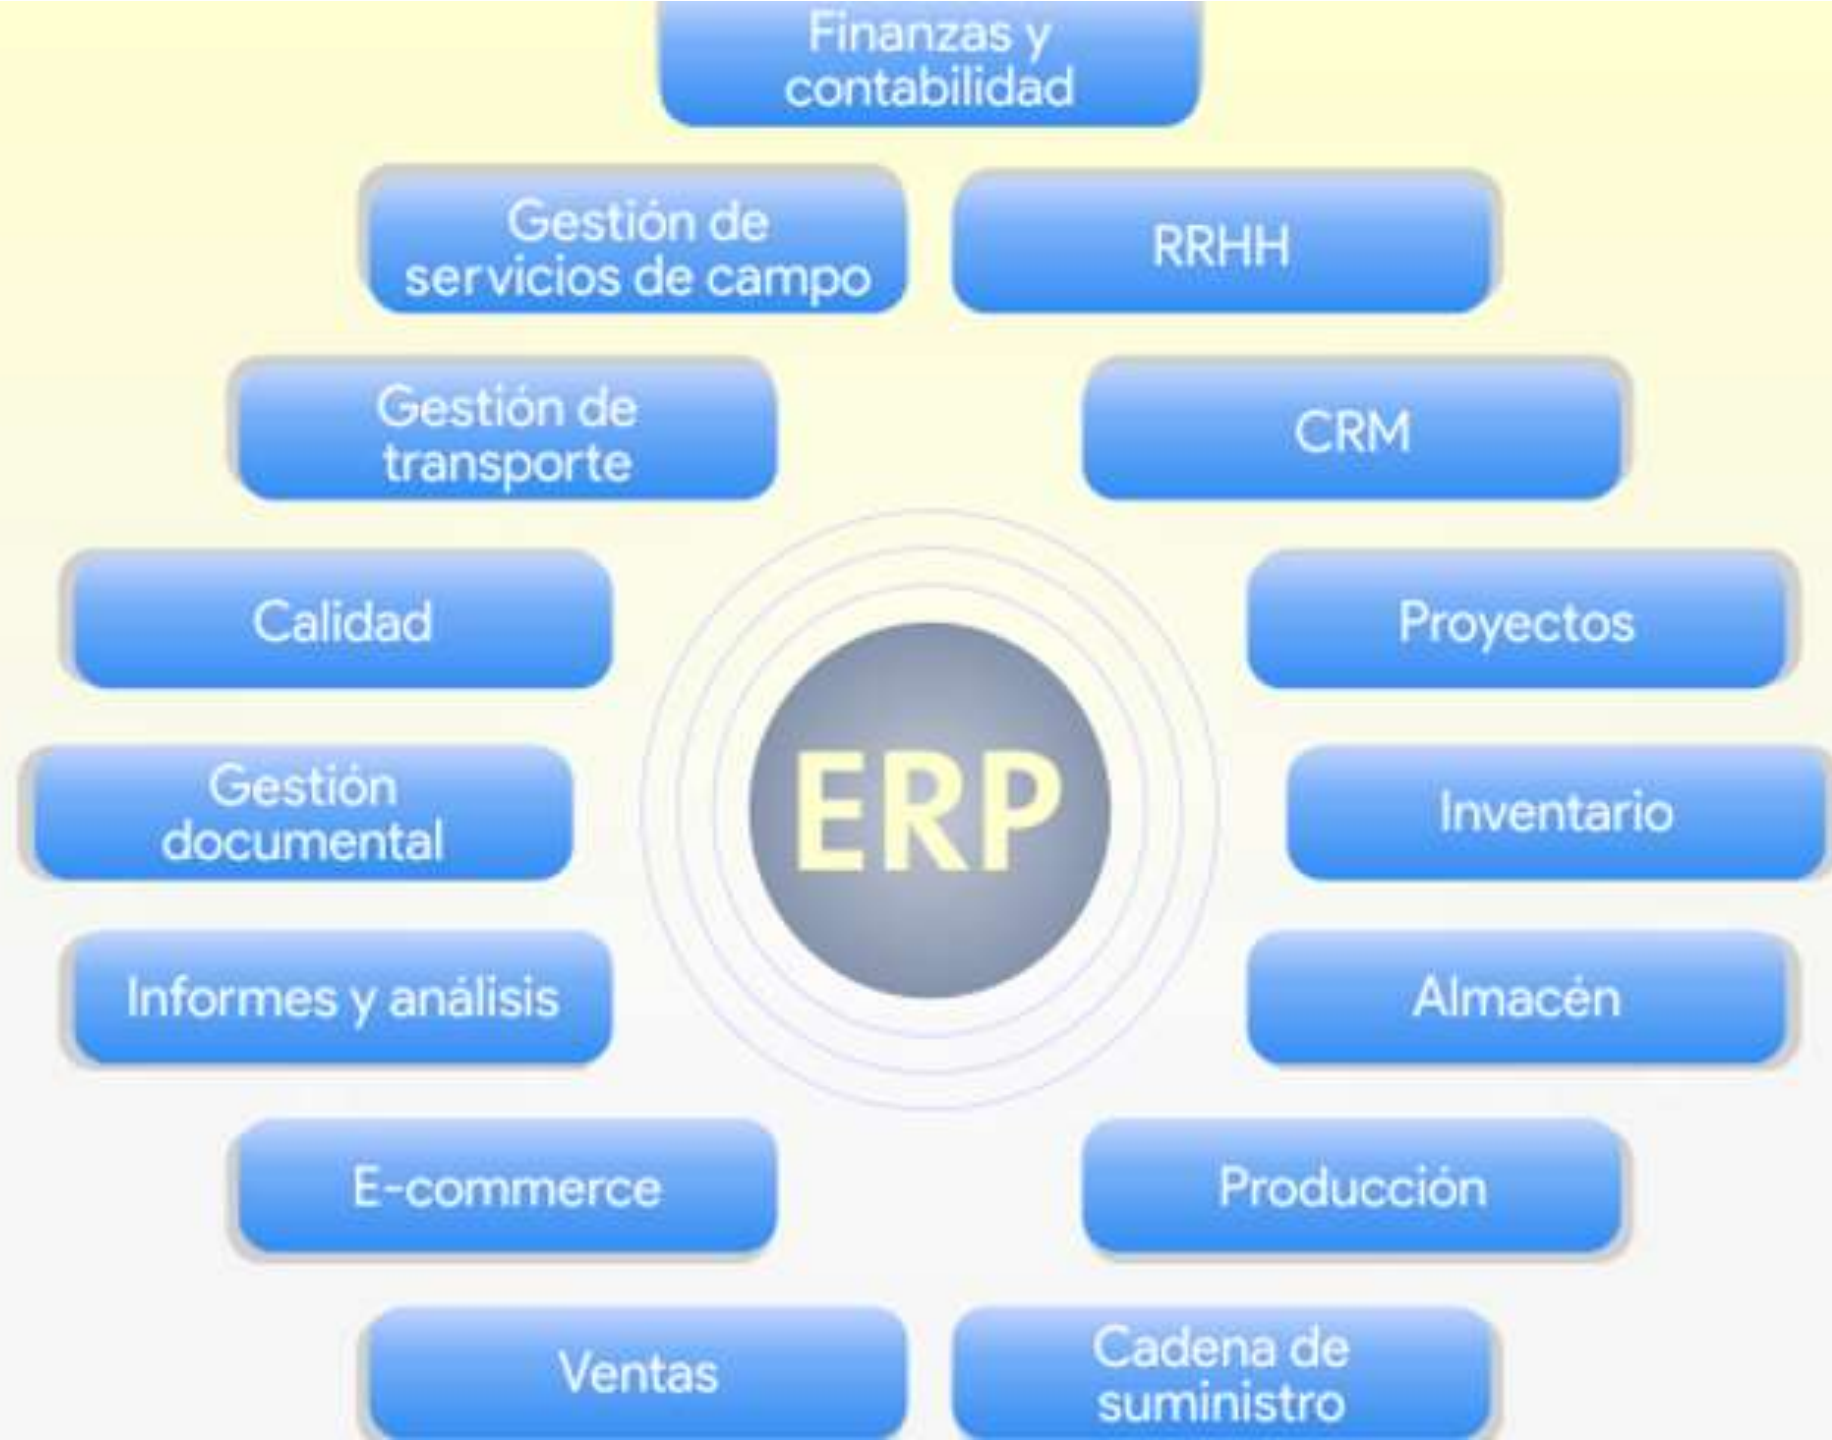 Finanzas y
contabilidad
Gestión de
servicios de campo
RRHH
Gestión de
transporte
CRM
Calidad
Proyectos
Gestión
documental
ERP
Inventario
Informes y análisis
Almacén
E-commerce
Producción
Ventas
Cadena de
suministro